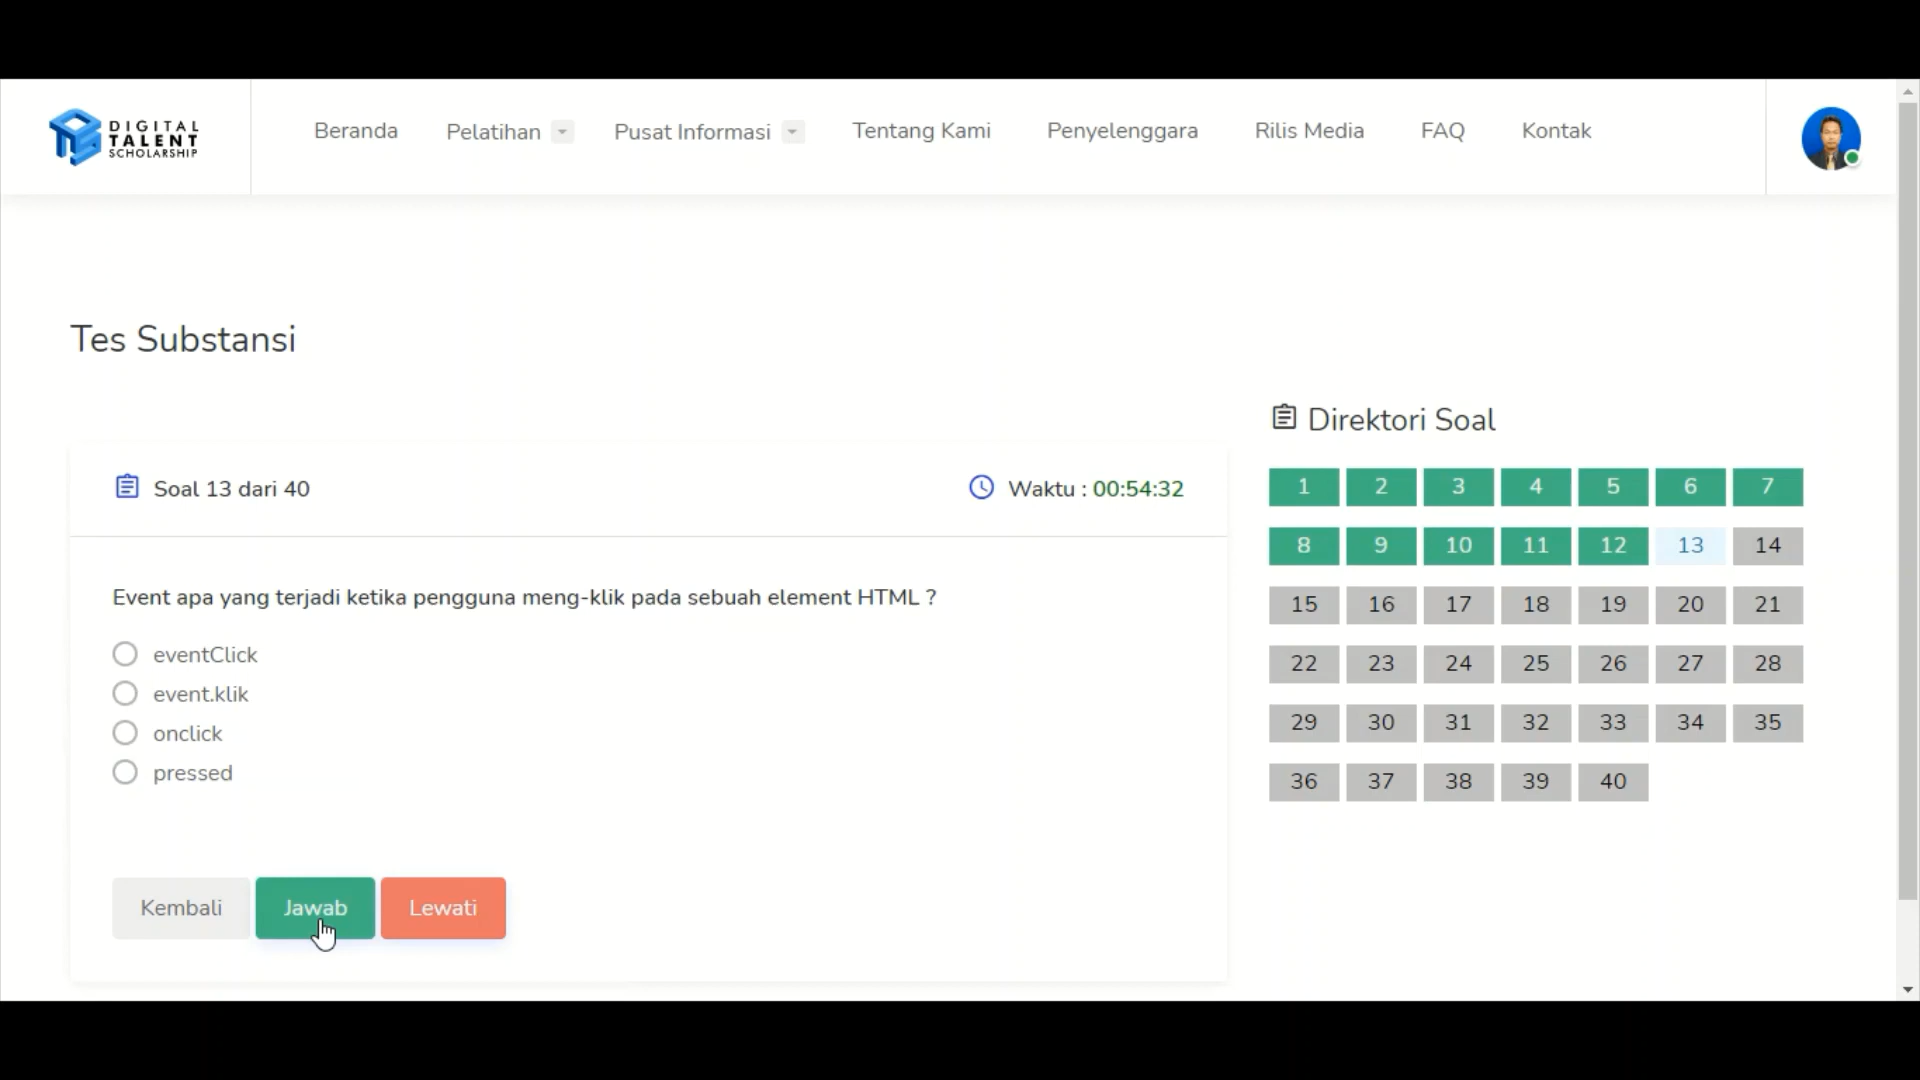 DIGITAL
TALENT
SCHOLARSHIP
Beranda
Pelatihan
Pusat Informasi
Tentang Kami
Penyelenggara
Rilis Media
FAQ
Kontak
Tes Substansi
Soal 13 dari 40
Waktu : 00:54:32
Event apa yang terjadi ketika pengguna meng-klik pada sebuah element HTML ?
eventClick
event.klik
onclick
pressed
Kembali
Jawab
Lewati
Direktori Soal
1 2 3 4 5 6 7
8 9 10 11 12 13 14
15 16 17 18 19 20 21
22 23 24 25 26 27 28
29 30 31 32 33 34 35
36 37 38 39 40